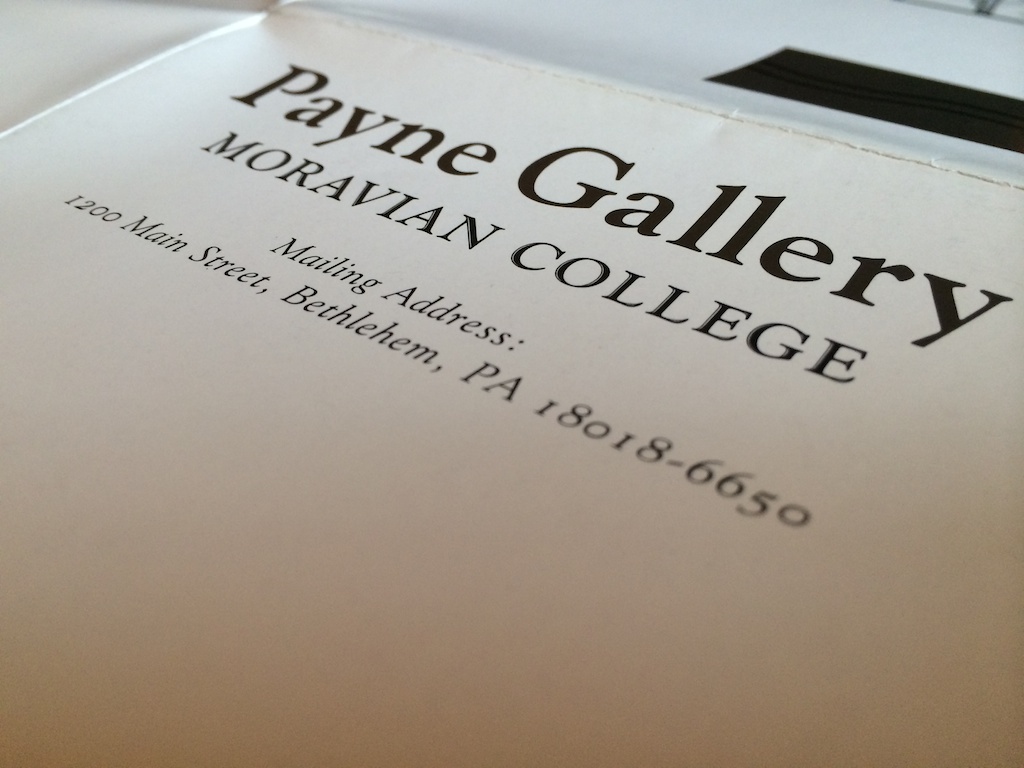 Payne Gallery
MORAVIAN COLLEGE
Mailing Address:
1200 Main Street, Bethlehem, PA 18018-6650